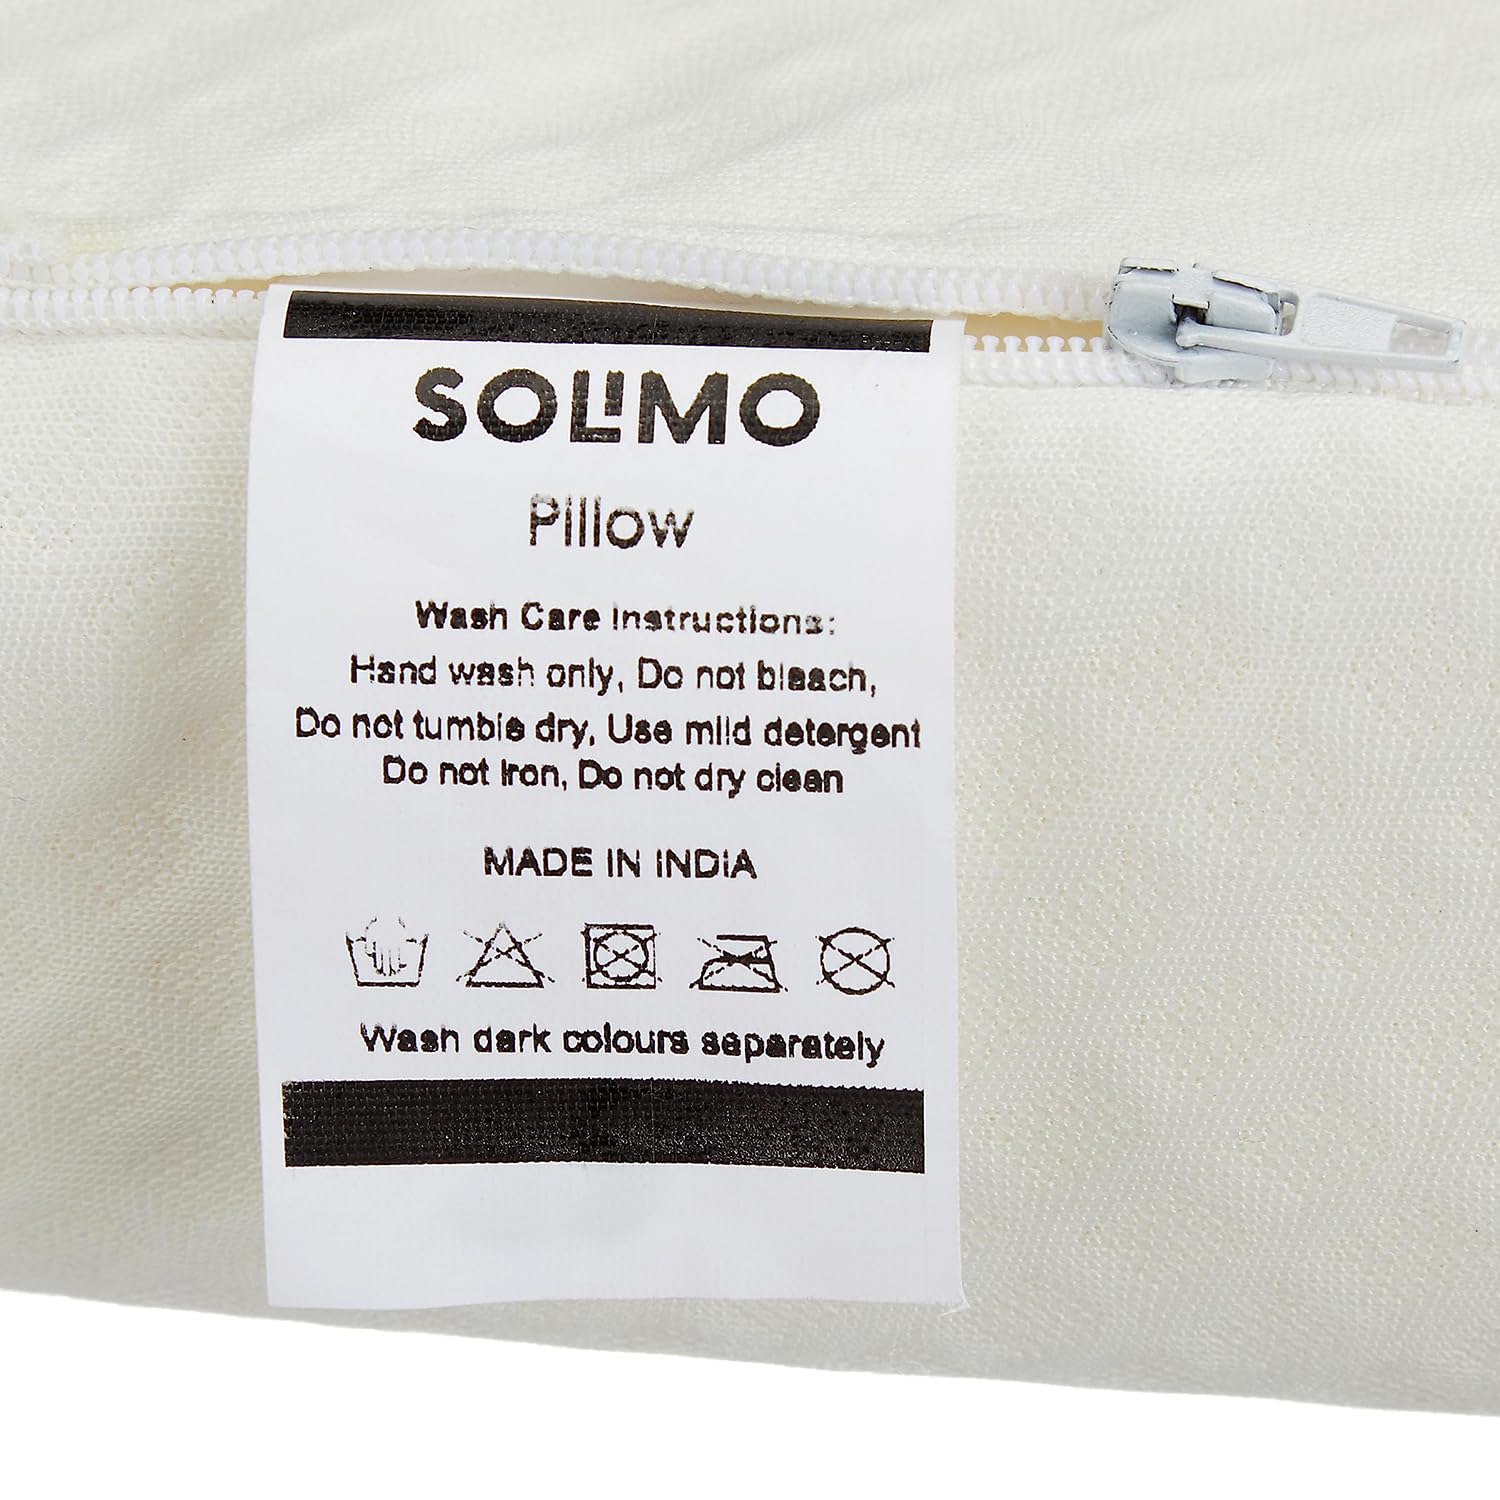 SOLIMO
Pillow
Wash Care Instructions:
Hand wash only, Do not bleach,
Do not tumble dry, Use mild detergent
Do not Iron, Do not dry clean
MADE IN INDIA
Wash dark colours separately